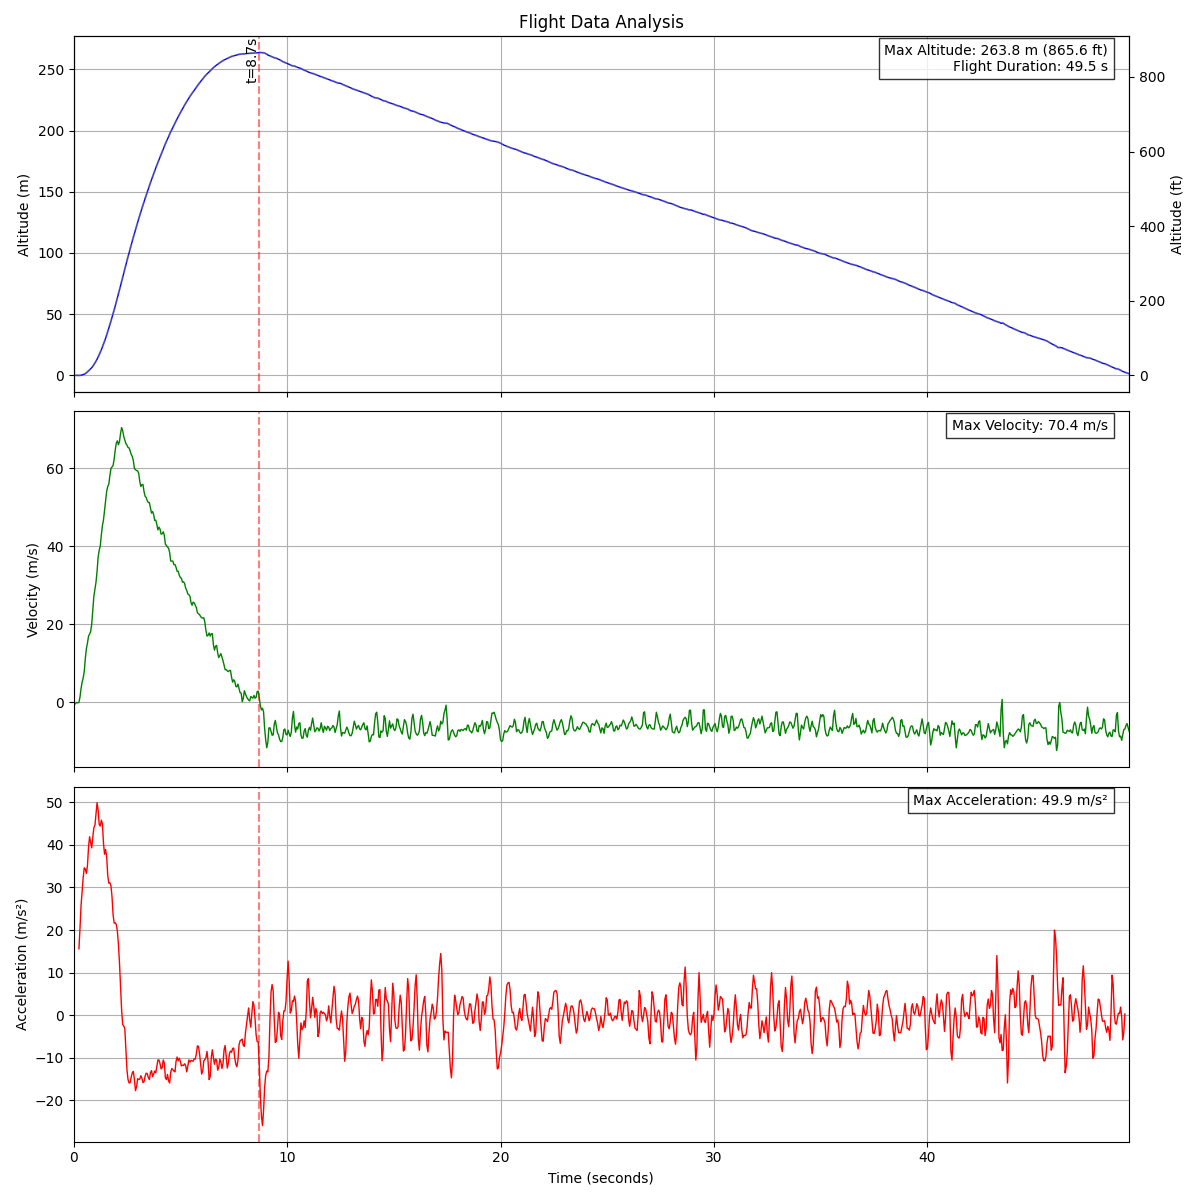 Flight Data Analysis
t=8.7s
Max Altitude: 263.8 m (865.6 ft)
Flight Duration: 49.5 s
Altitude (m)
250
200
150
100
50
0
Altitude (ft)
800
600
400
200
0
Max Velocity: 70.4 m/s
Velocity (m/s)
60
40
20
0
Max Acceleration: 49.9 m/s²
Acceleration (m/s²)
50
40
30
20
10
0
−10
−20
0 10 20 30 40
Time (seconds)